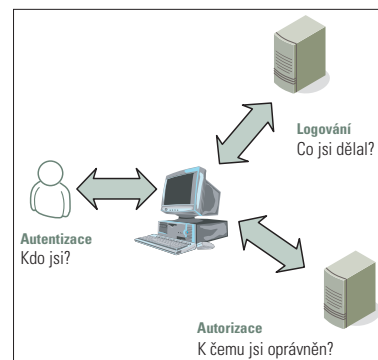 Logování
Co jsi dělal?
Autentizace
Kdo jsi?
Autorizace
K čemu jsi oprávněn?